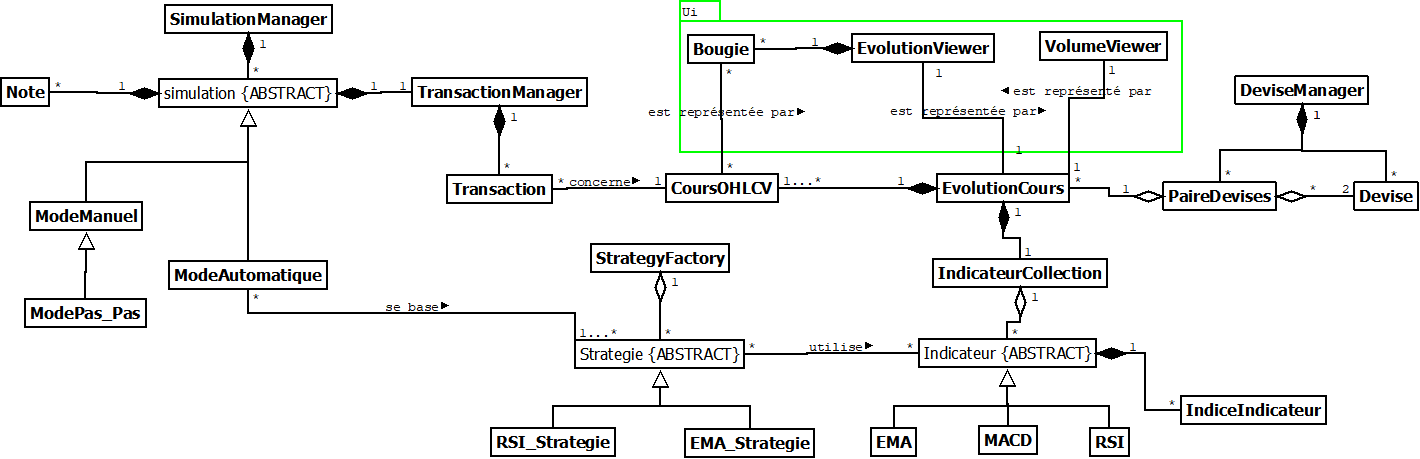 Ui
SimulationManager
1
*
Bougie
*
1
EvolutionViewer
VolumeViewer
*
1
1
Note
*
1
simulation {ABSTRACT}
1
1
TransactionManager
1
DeviseManager
1
est représenté par
est représentée par
est représentée par
1
*
*
1
1
*
*
Transaction
*
concerne
1
CoursOHLCV
1...*
1
EvolutionCours
*
1
PaireDevises
*
2
Devise
1
ModeManuel
1
StrategyFactory
1
ModeAutomatique
*
IndicateurCollection
1
ModePas_Pas
se base
1...*
*
*
Strategie {ABSTRACT}
*
utilise
*
Indicateur {ABSTRACT}
1
*
IndiceIndicateur
RSI_Strategie
EMA_Strategie
EMA
MACD
RSI